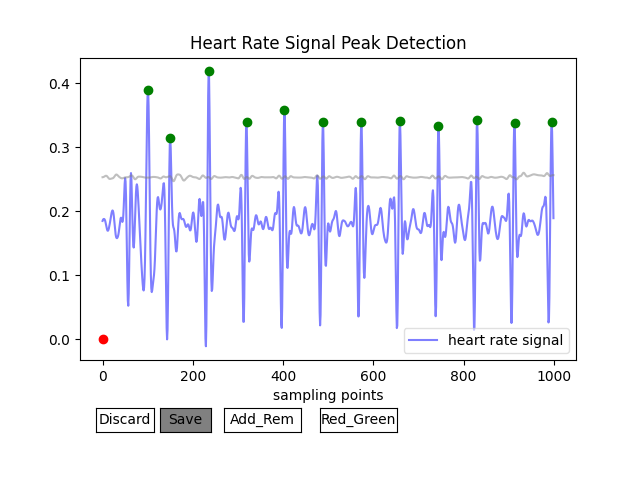 Heart Rate Signal Peak Detection
0.4
0.3
0.2
0.1
0.0
heart rate signal
0 200 400 600 800 1000
sampling points
Discard Save Add_Rem Red_Green